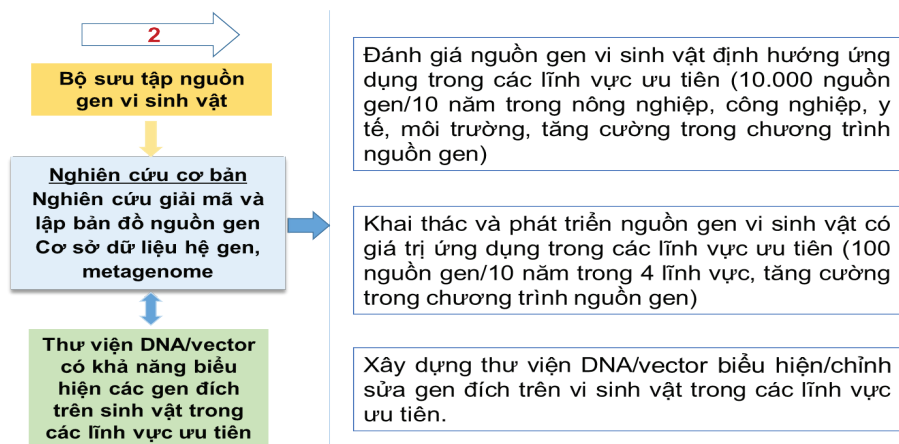 2
Bộ sưu tập nguồn
gen vi sinh vật
Nghiên cứu cơ bản
Nghiên cứu giải mã và
lập bản đồ nguồn gen
Cơ sở dữ liệu hệ gen,
metagenome
Thư viện DNA/vector
có khả năng biểu
hiện các gen đích
trên sinh vật trong
các lĩnh vực ưu tiên
Đánh giá nguồn gen vi sinh vật định hướng ứng
dụng trong các lĩnh vực ưu tiên (10.000 nguồn
gen/10 năm trong nông nghiệp, công nghiệp, y
tế, môi trường, tăng cường trong chương trình
nguồn gen)
Khai thác và phát triển nguồn gen vi sinh vật có
giá trị ứng dụng trong các lĩnh vực ưu tiên (100
nguồn gen/10 năm trong 4 lĩnh vực, tăng cường
trong chương trình nguồn gen)
Xây dựng thư viện DNA/vector biểu hiện/chỉnh
sửa gen đích trên vi sinh vật trong các lĩnh vực
ưu tiên.